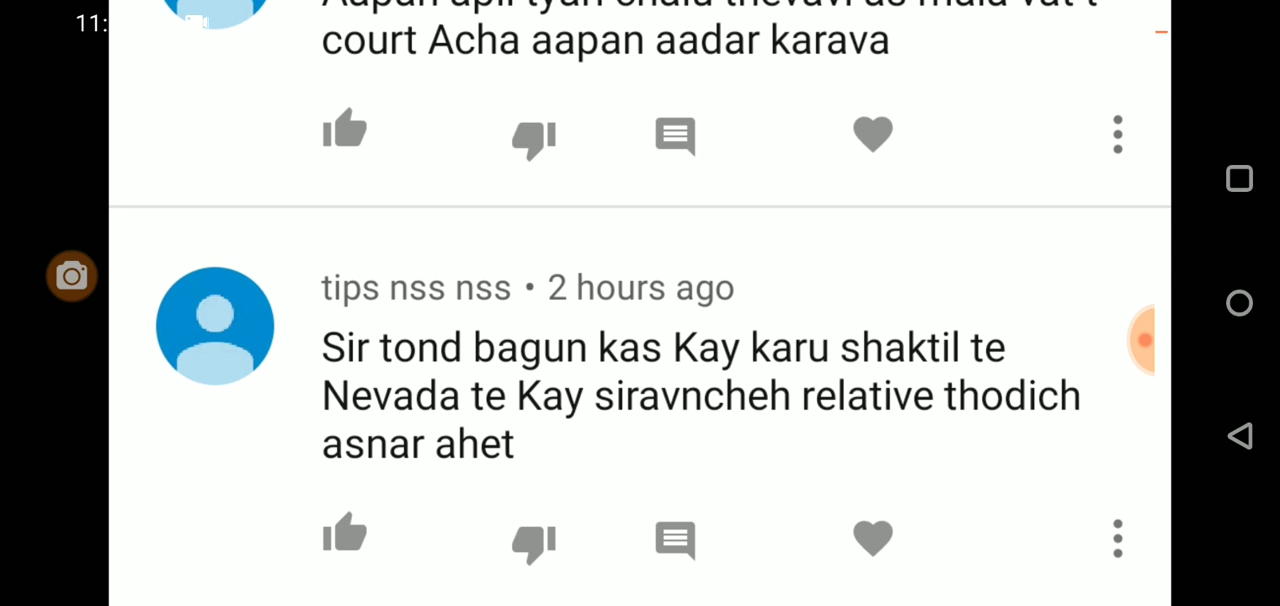 11:
court Acha aapan aadar karava
tips nss nss • 2 hours ago
Sir tond bagun kas Kay karu shaktil te
Nevada te Kay siravncheh relative thodich
asnar ahet